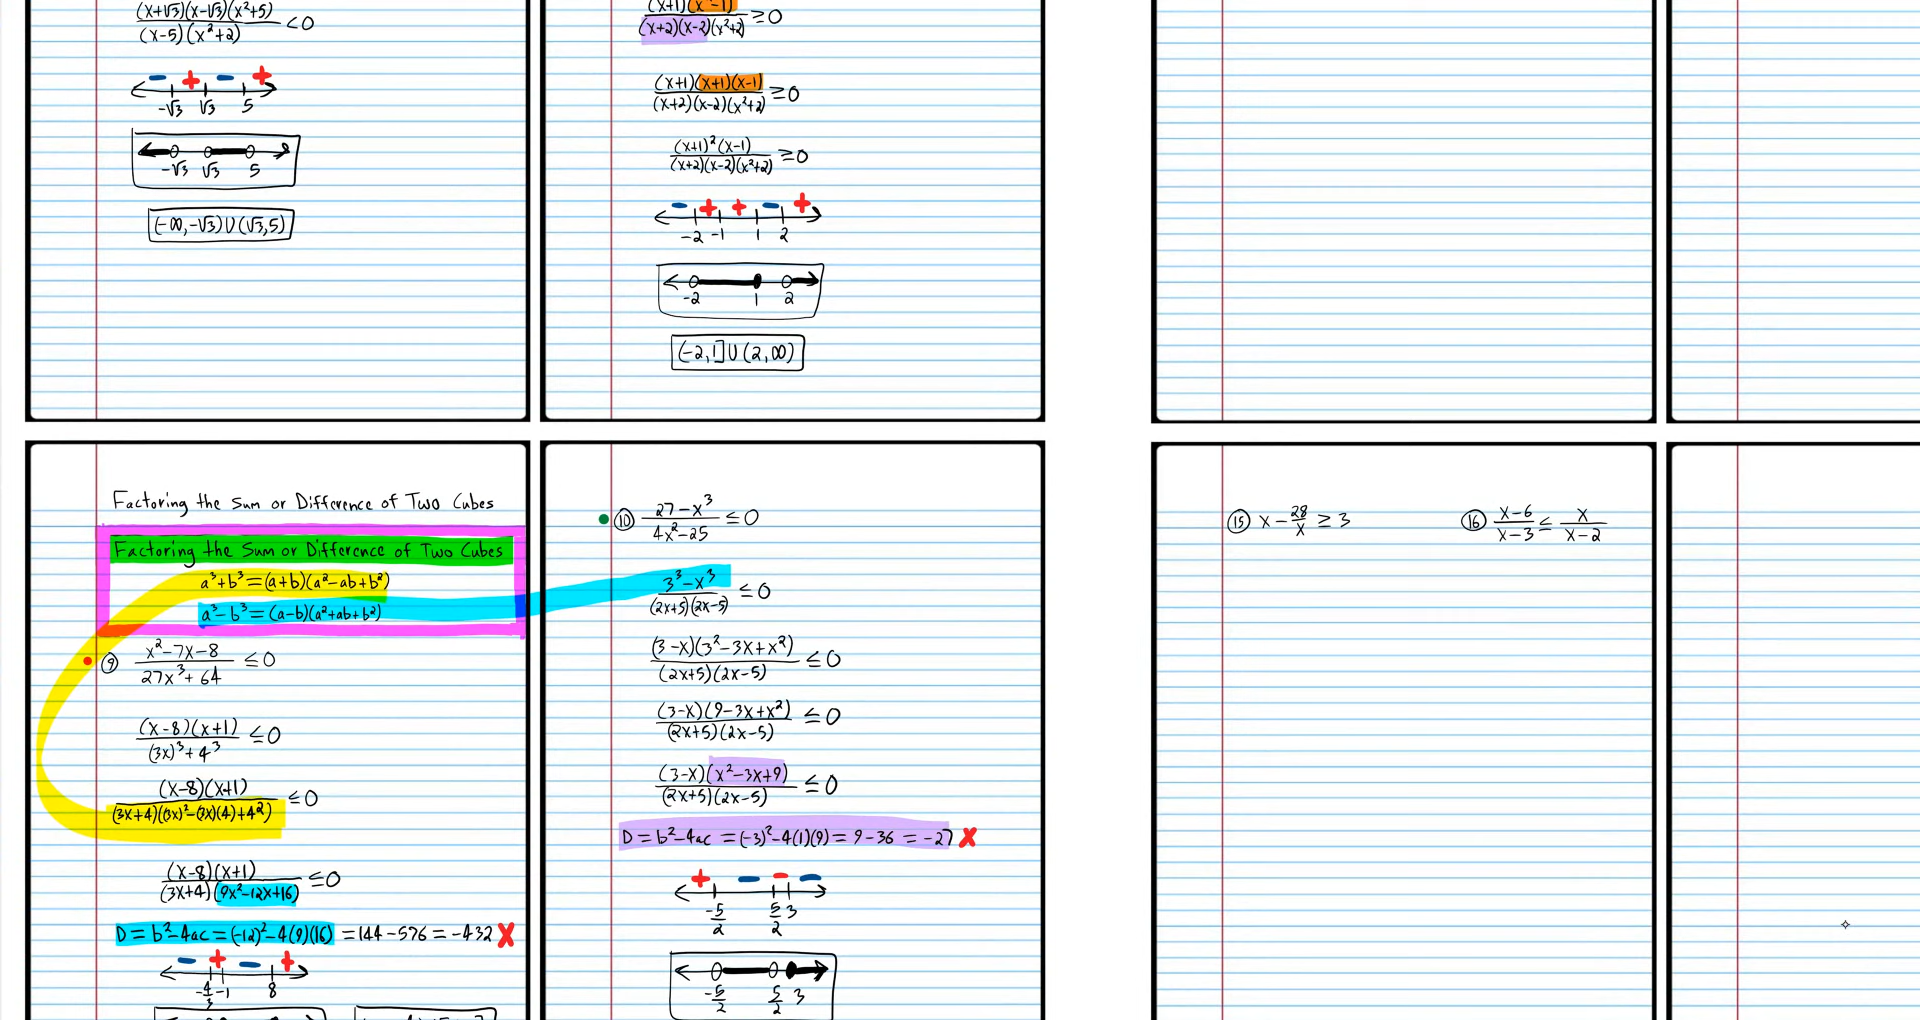 (x+√3)(x-√3)(x²+5)
(x-5)(x²+2) <0
- + - +
-√3 √3 5
-√3 √3 5
(-∞,-√3)∪(√3,5)
(x+1)(x²-1)
(x+2)(x-2)(x²+2) ≥0
(x+1)(x+1)(x-1)
(x+2)(x-2)(x²+2) ≥0
(x+1)²(x-1)
(x+2)(x-2)(x²+2) ≥0
- + + - +
-2 -1 1 2
-2 1 2
(-2,1]∪(2,∞)
Factoring the Sum or Difference of Two Cubes
Factoring the Sum or Difference of Two Cubes
a³+b³=(a+b)(a²-ab+b²)
a³-b³=(a-b)(a²+ab+b²)
⑨ x²-7x-8
27x³+64 ≤0
(x-8)(x+1)
(3x)³+4³ ≤0
(x-8)(x+1)
(3x+4)((3x)²-(3x)(4)+4²) ≤0
(x-8)(x+1)
(3x+4)(9x²-12x+16) ≤0
D=b²-4ac=(-12)²-4(9)(16)=144-576=-432 X
- + - +
-4/3 -1 8
⑩ 27-x³
4x²-25 ≤0
3³-x³
(2x+5)(2x-5) ≤0
(3-x)(3²-3x+x²)
(2x+5)(2x-5) ≤0
(3-x)(9-3x+x²)
(2x+5)(2x-5) ≤0
(3-x)(x²-3x+9)
(2x+5)(2x-5) ≤0
D=b²-4ac=(-3)²-4(1)(9)=9-36=-27 X
+ - - -
-5/2 5/2 3
-5/2 5/2 3
⑮ x-28/x ≥3
⑯ x-6/x-3 ≤ x/x-2